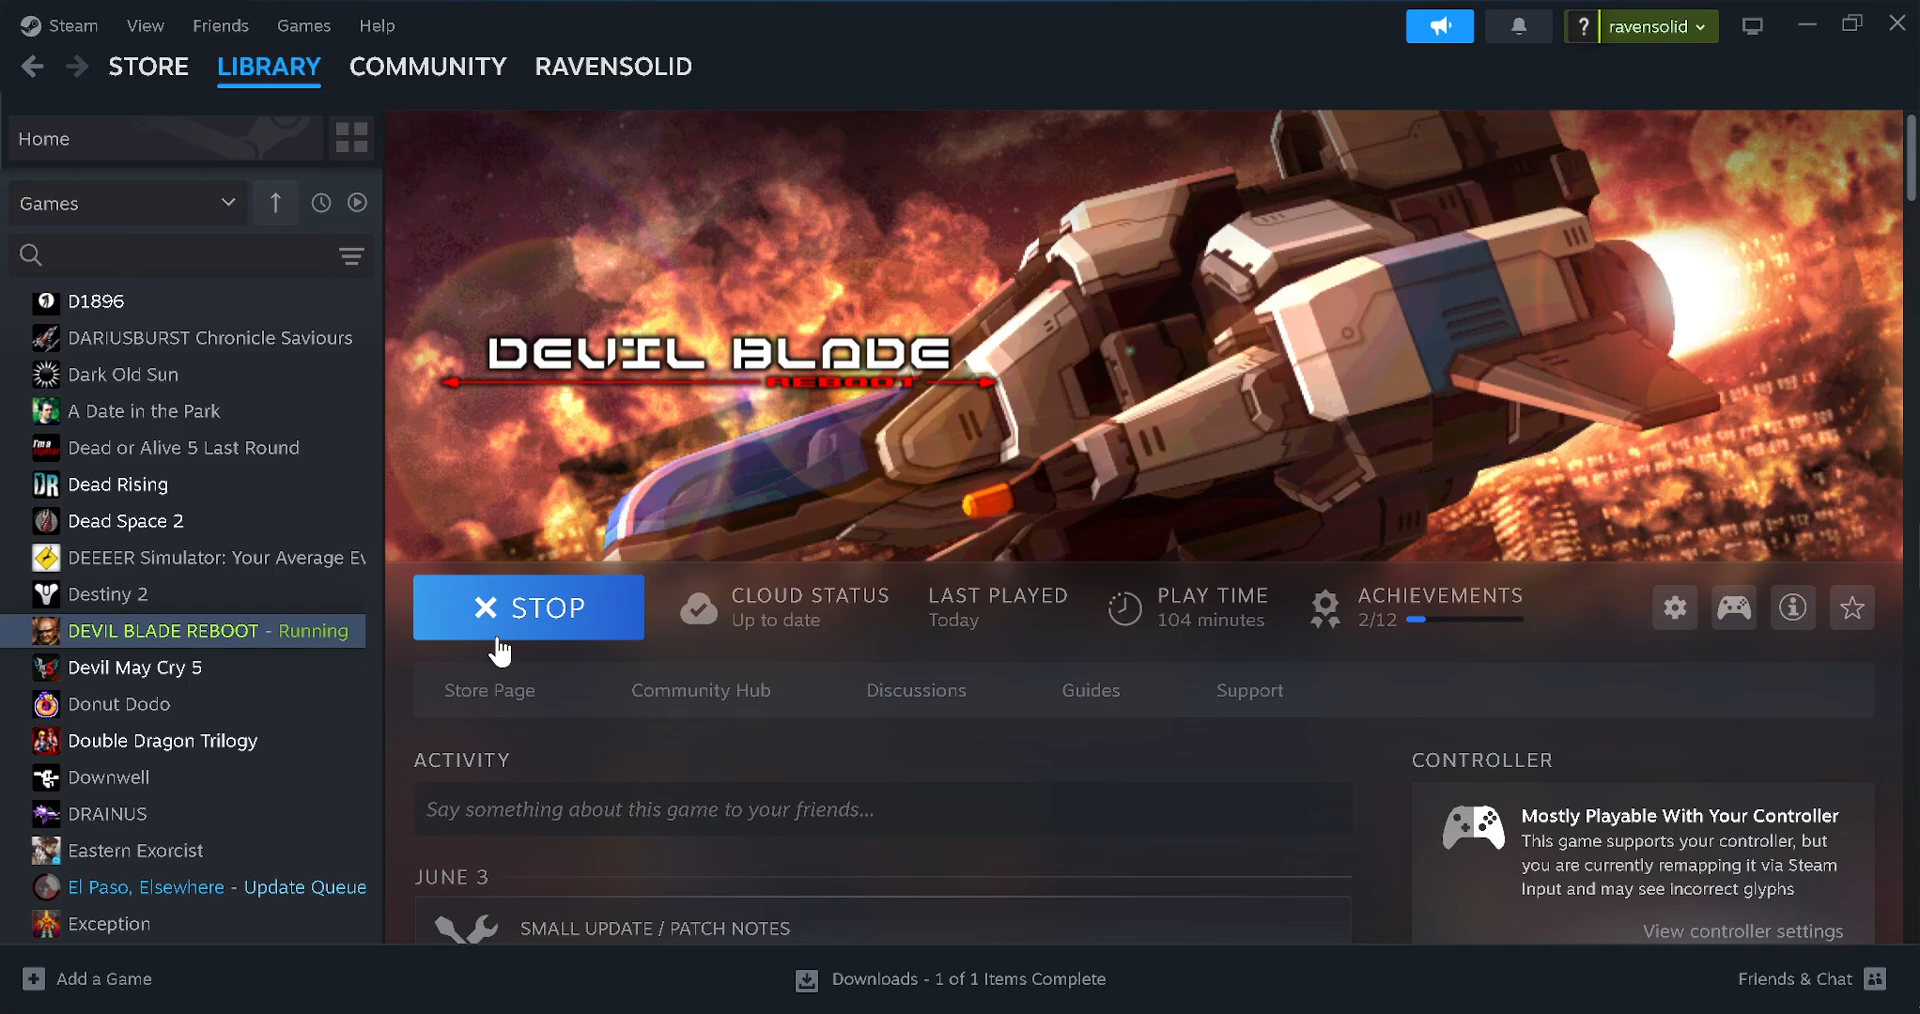 Steam View Friends Games Help
? ravensolid
STORE LIBRARY COMMUNITY RAVENSOLID
Home
Games
D1896
DARIUSBURST Chronicle Saviours
Dark Old Sun
A Date in the Park
Dead or Alive 5 Last Round
Dead Rising
Dead Space 2
DEEEER Simulator: Your Average Ev
Destiny 2
DEVIL BLADE REBOOT - Running
Devil May Cry 5
Donut Dodo
Double Dragon Trilogy
Downwell
DRAINUS
Eastern Exorcist
El Paso, Elsewhere - Update Queue
Exception
DEVIL BLADE
REBOOT
STOP
CLOUD STATUS
Up to date
LAST PLAYED
Today
PLAY TIME
104 minutes
ACHIEVEMENTS
2/12
Store Page Community Hub Discussions Guides Support
ACTIVITY
Say something about this game to your friends...
JUNE 3
SMALL UPDATE / PATCH NOTES
CONTROLLER
Mostly Playable With Your Controller
This game supports your controller, but
you are currently remapping it via Steam
Input and may see incorrect glyphs
View controller settings
Add a Game
Downloads - 1 of 1 Items Complete
Friends & Chat